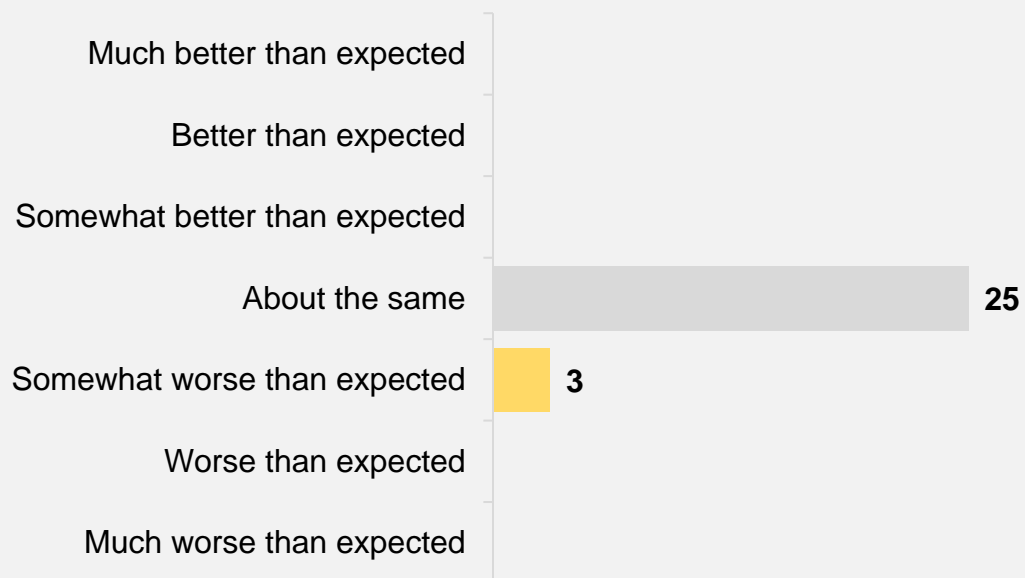 Much better than expected
Better than expected
Somewhat better than expected
About the same 25
Somewhat worse than expected 3
Worse than expected
Much worse than expected